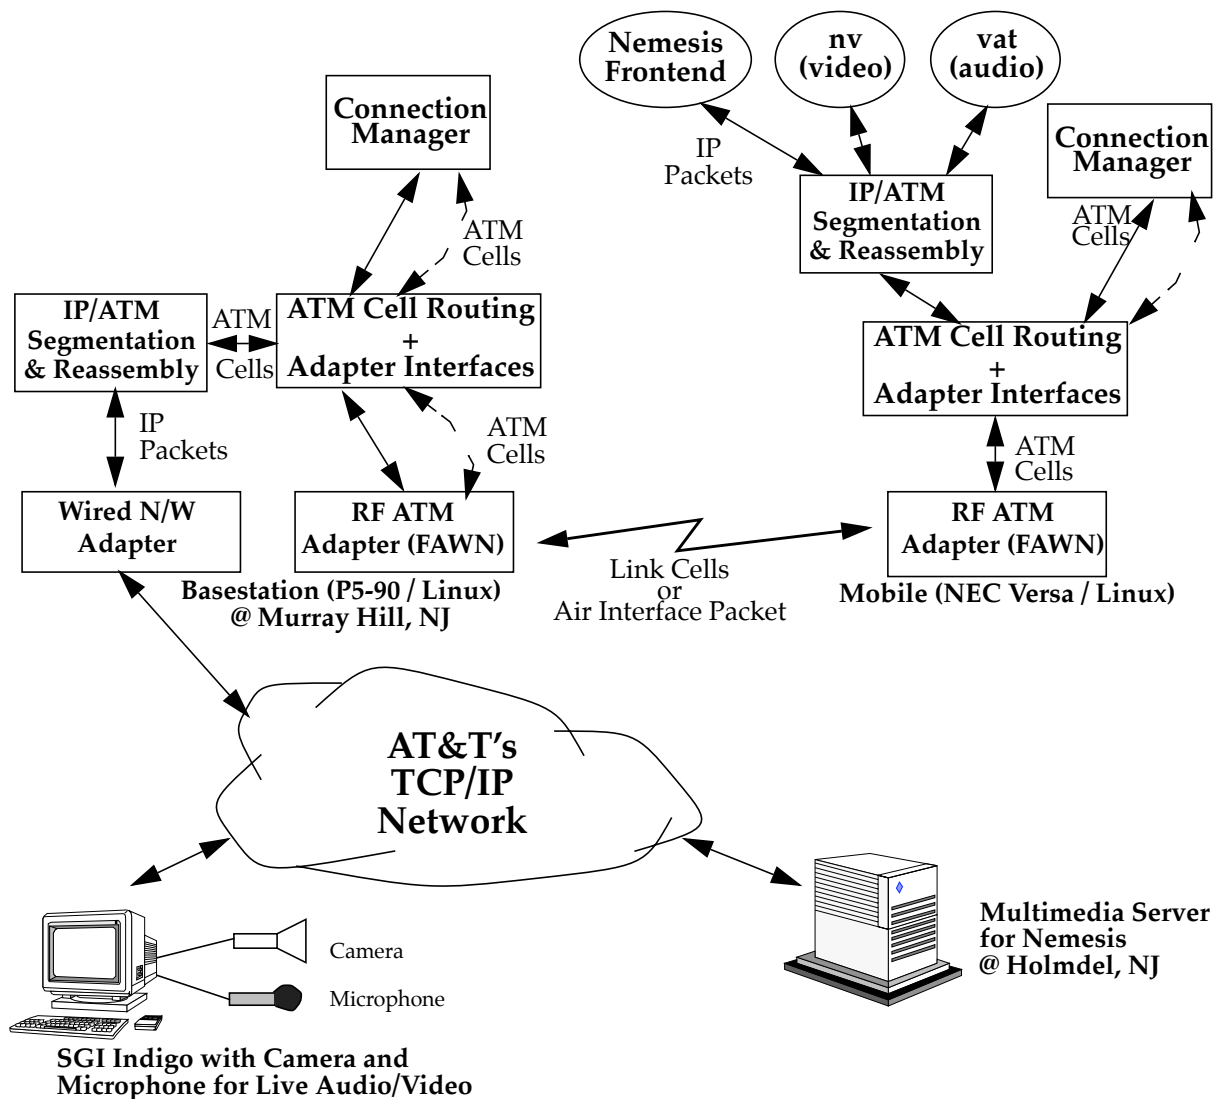 Nemesis
Frontend
nv
(video)
vat
(audio)
Connection
Manager
Connection
Manager
IP
Packets
IP/ATM
Segmentation
& Reassembly
ATM
Cells
ATM
Cells
IP/ATM
Segmentation
& Reassembly
ATM
Cells
ATM Cell Routing
+
Adapter Interfaces
ATM Cell Routing
+
Adapter Interfaces
IP
Packets
ATM
Cells
ATM
Cells
Wired N/W
Adapter
RF ATM
Adapter (FAWN)
RF ATM
Adapter (FAWN)
Link Cells
or
Air Interface Packet
Basestation (P5-90 / Linux)
@ Murray Hill, NJ
Mobile (NEC Versa / Linux)
AT&T's
TCP/IP
Network
Camera
Microphone
Multimedia Server
for Nemesis
@ Holmdel, NJ
SGI Indigo with Camera and
Microphone for Live Audio/Video